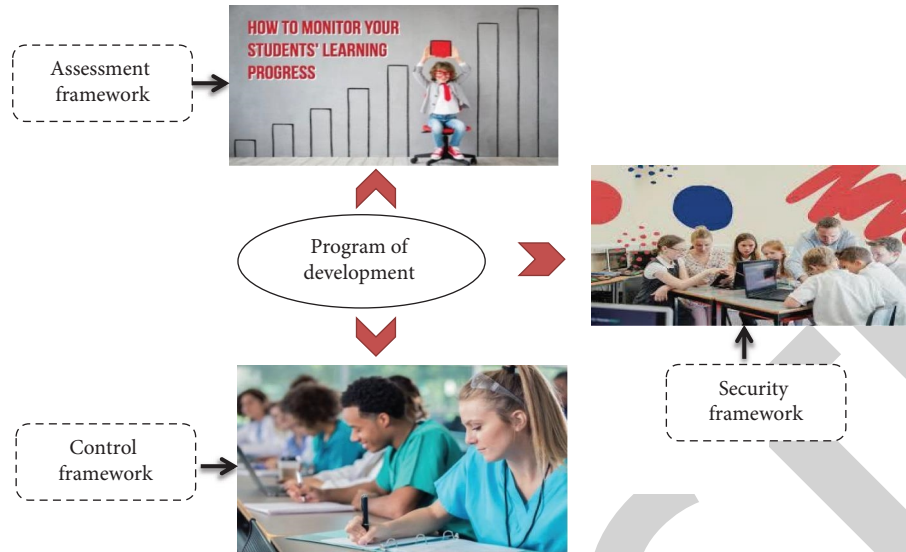 HOW TO MONITOR YOUR
STUDENTS' LEARNING
PROGRESS
Assessment
framework
Program of
development
Security
framework
Control
framework